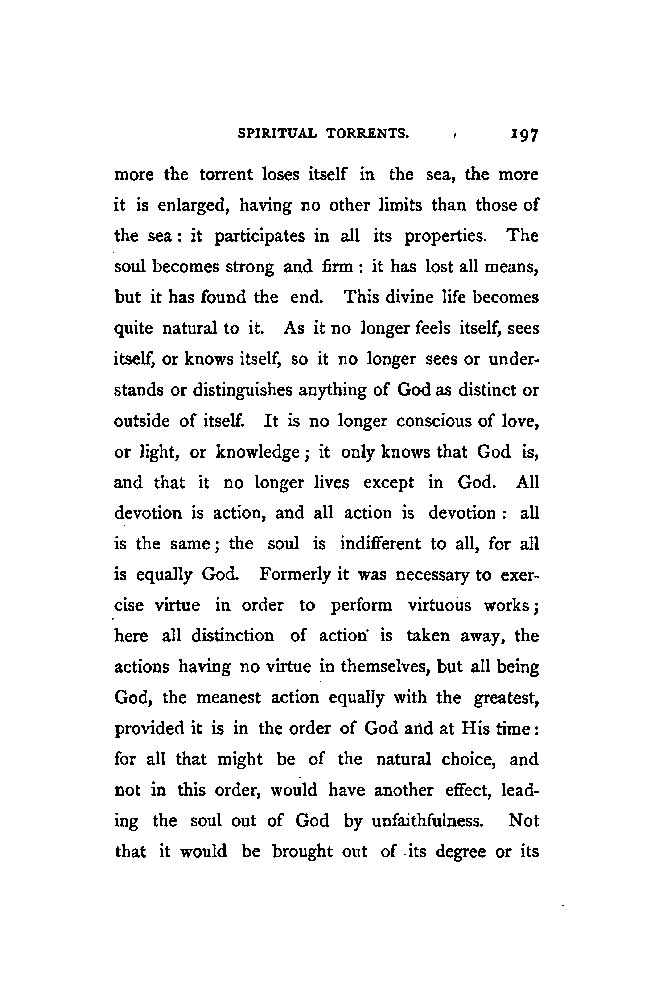 SPIRITUAL TORRENTS. 197
more the torrent loses itself in the sea, the more
it is enlarged, having no other limits than those of
the sea : it participates in all its properties. The
soul becomes strong and firm : it has lost all means,
but it has found the end. This divine life becomes
quite natural to it. As it no longer feels itself, sees
itself, or knows itself, so it no longer sees or under-
stands or distinguishes anything of God as distinct or
outside of itself. It is no longer conscious of love,
or light, or knowledge ; it only knows that God is,
and that it no longer lives except in God. All
devotion is action, and all action is devotion : all
is the same ; the soul is indifferent to all, for all
is equally God. Formerly it was necessary to exer-
cise virtue in order to perform virtuous works ;
here all distinction of action is taken away, the
actions having no virtue in themselves, but all being
God, the meanest action equally with the greatest,
provided it is in the order of God and at His time :
for all that might be of the natural choice, and
not in this order, would have another effect, lead-
ing the soul out of God by unfaithfulness. Not
that it would be brought out of its degree or its